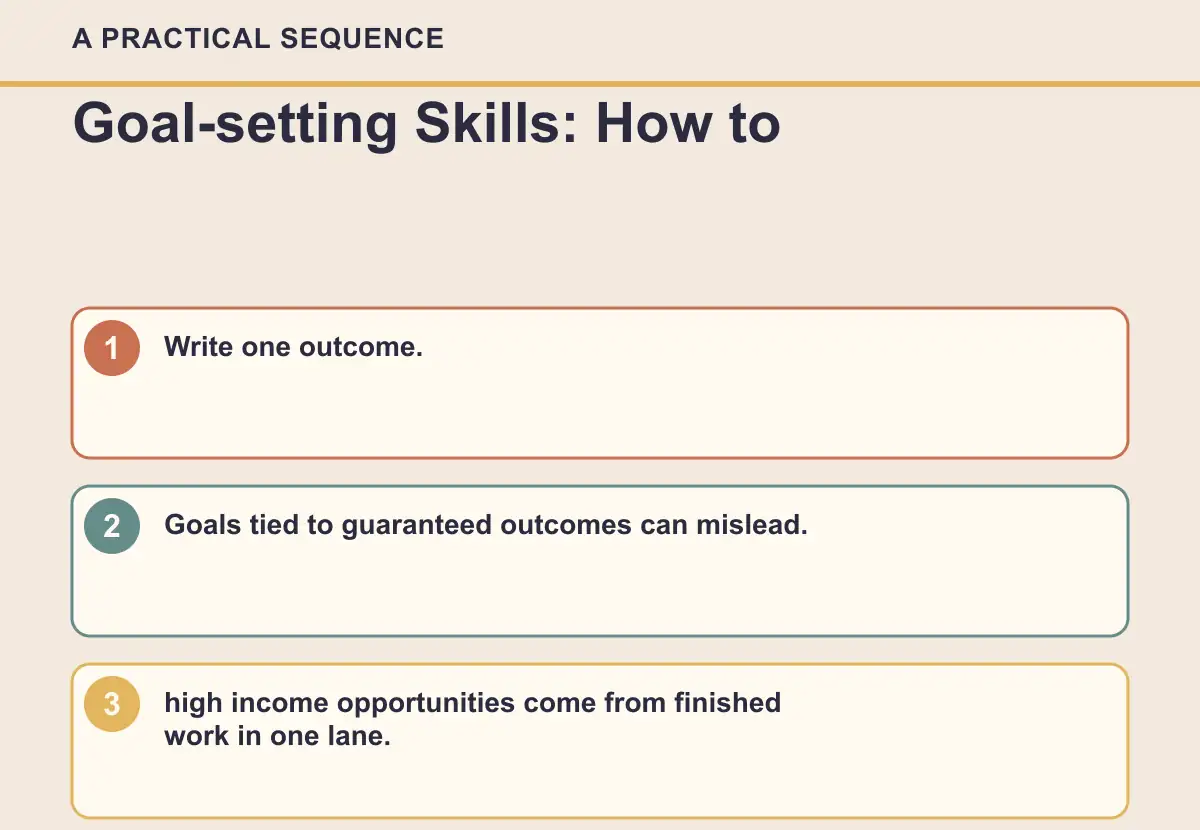 A PRACTICAL SEQUENCE
Goal-setting Skills: How to
1
Write one outcome.
2
Goals tied to guaranteed outcomes can mislead.
3
high income opportunities come from finished
work in one lane.